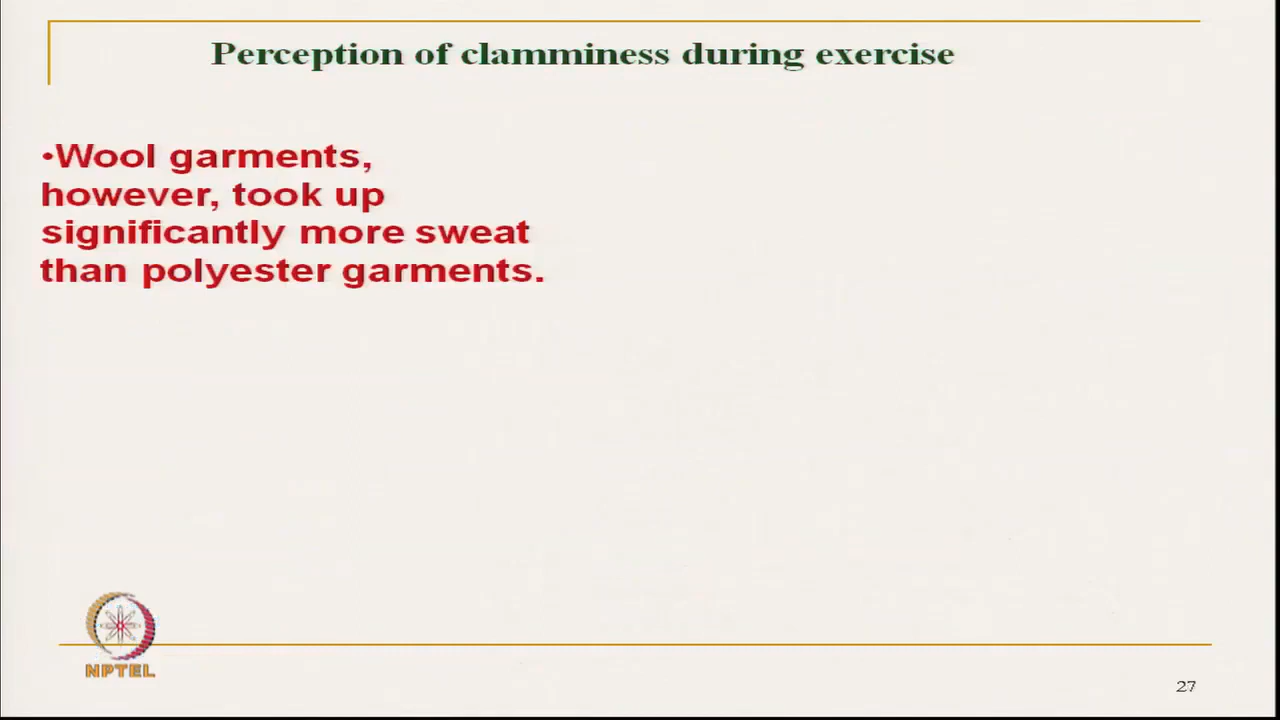 Perception of clamminess during exercise
•Wool garments,
however, took up
significantly more sweat
than polyester garments.
NPTEL
27